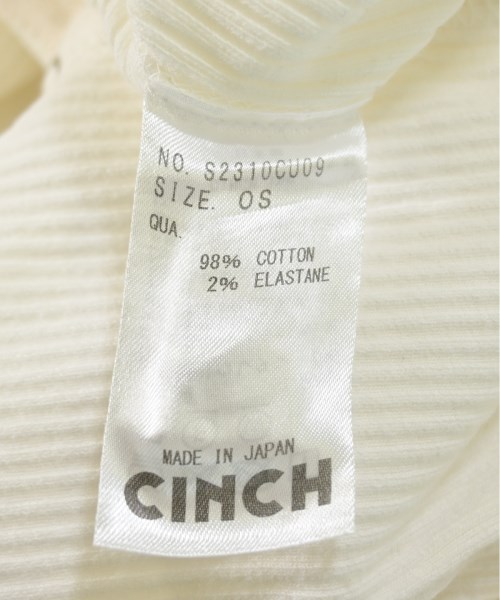 NO. S2310CU09
SIZE. OS
QUA.
98% COTTON
2% ELASTANE
MADE IN JAPAN
CINCH